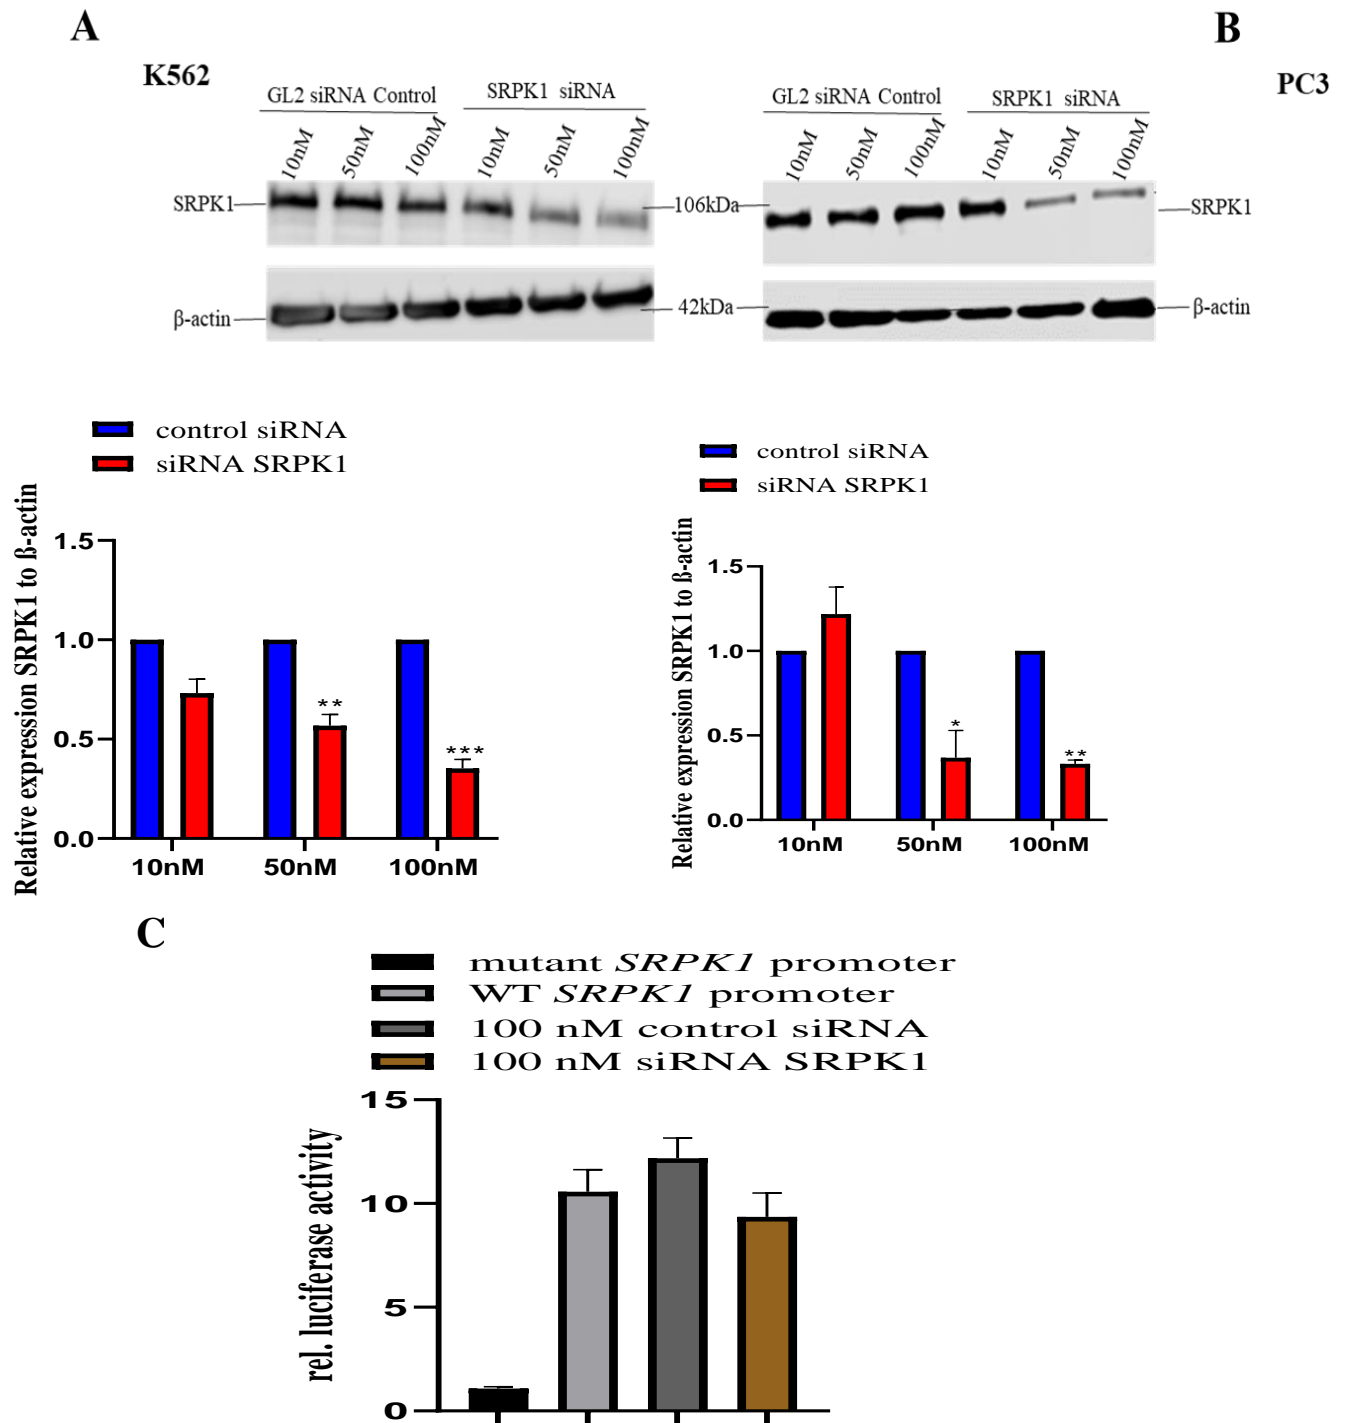 A
B
K562
PC3
GL2 siRNA Control
SRPK1 siRNA
GL2 siRNA Control
SRPK1 siRNA
10nM
50nM
100nM
10nM
50nM
100nM
10nM
50nM
100nM
10nM
50nM
100nM
SRPK1
106kDa
SRPK1
β-actin
42kDa
β-actin
control siRNA
siRNA SRPK1
Relative expression SRPK1 to ß-actin
1.5
1.0
0.5
0.0
**
***
10nM
50nM
100nM
control siRNA
siRNA SRPK1
Relative expression SRPK1 to ß-actin
1.5
1.0
0.5
0.0
*
**
10nM
50nM
100nM
C
mutant SRPK1 promoter
WT SRPK1 promoter
100 nM control siRNA
100 nM siRNA SRPK1
rel. luciferase activity
15
10
5
0